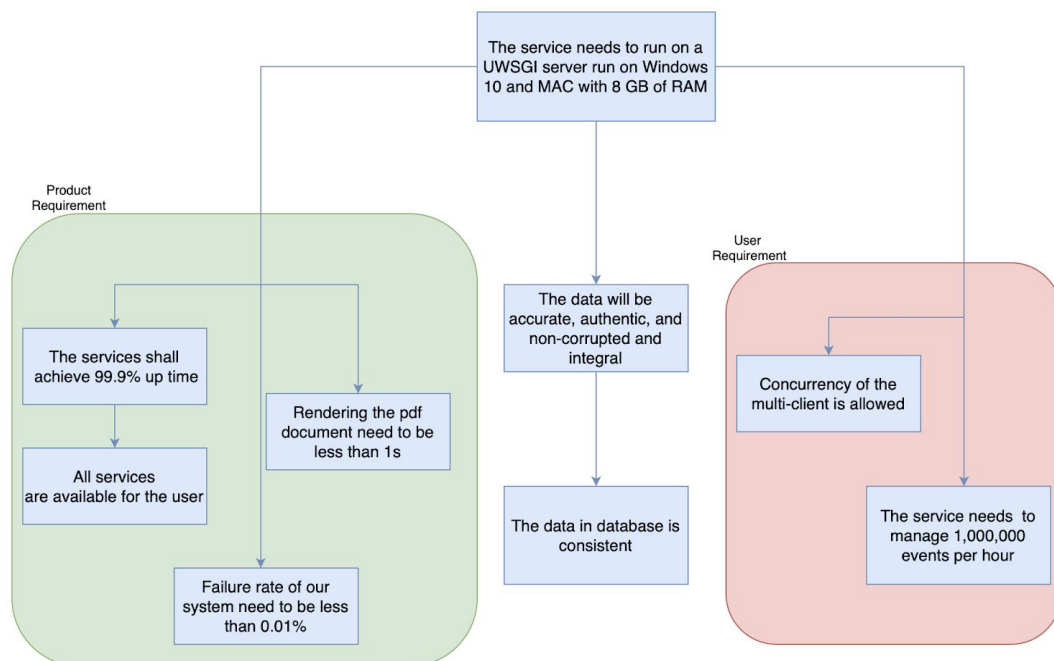 The service needs to run on a
UWSGI server run on Windows
10 and MAC with 8 GB of RAM
Product
Requirement
User
Requirement
The services shall
achieve 99.9% up time
All services
are available for the user
Rendering the pdf
document need to be
less than 1s
Failure rate of our
system need to be less
than 0.01%
The data will be
accurate, authentic, and
non-corrupted and
integral
The data in database is
consistent
Concurrency of the
multi-client is allowed
The service needs to
manage 1,000,000
events per hour